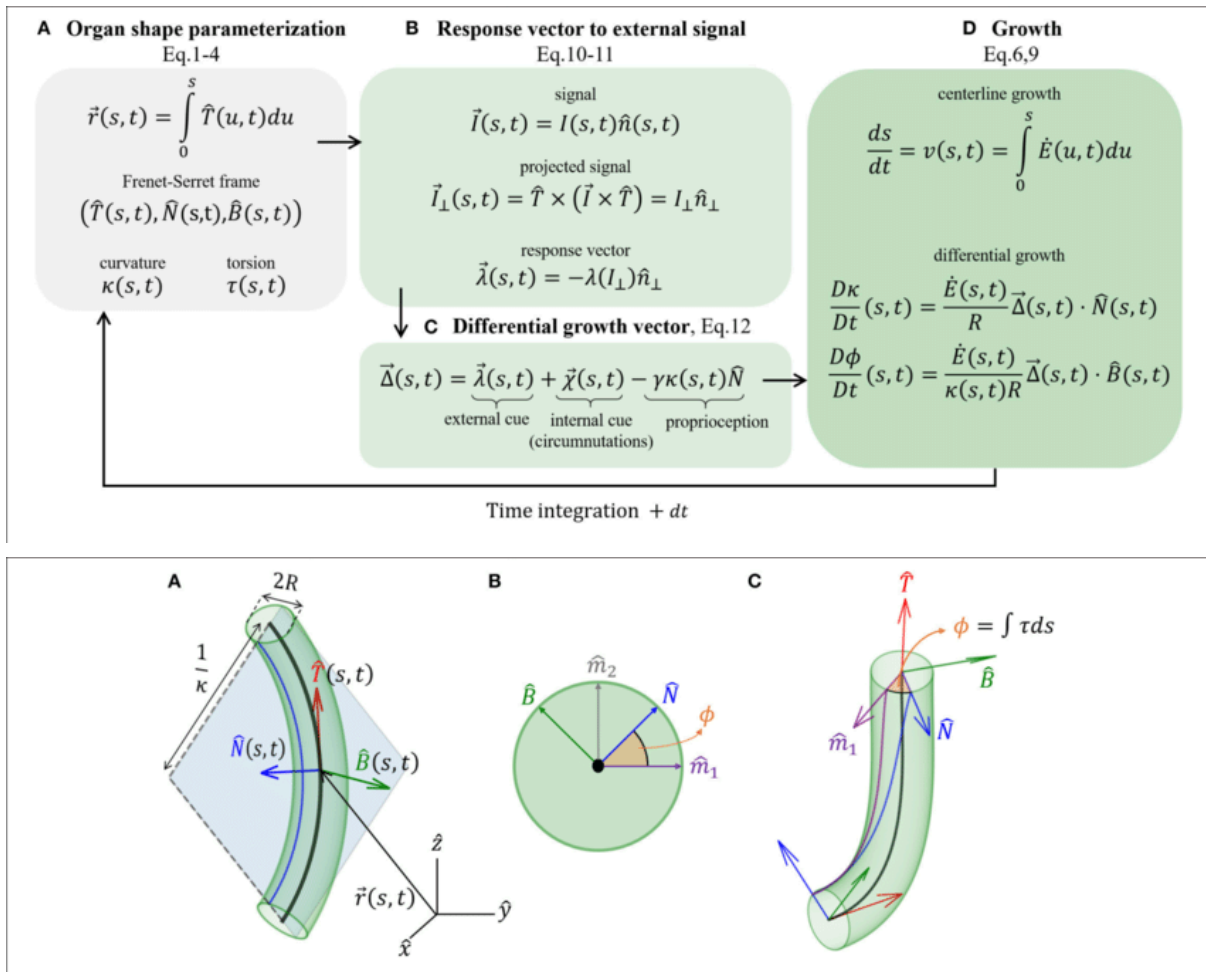 A Organ shape parameterization
Eq.1-4
r⃗(s, t) = ∫₀ˢ T̂(u, t)du
Frenet-Serret frame
(T̂(s, t), N̂(s,t), B̂(s, t))
curvature torsion
κ(s, t) τ(s, t)
B Response vector to external signal
Eq.10-11
signal
I⃗(s, t) = I(s, t)n̂(s, t)
projected signal
I⃗⊥(s, t) = T̂ × (I⃗ × T̂) = I⊥n̂⊥
response vector
λ⃗(s, t) = −λ(I⊥)n̂⊥
C Differential growth vector, Eq.12
Δ⃗(s, t) = λ⃗(s, t) + χ⃗(s, t) − γκ(s, t)N̂
external cue internal cue proprioception
(circumnutations)
D Growth
Eq.6,9
centerline growth
ds/dt = v(s, t) = ∫₀ˢ Ė(u, t)du
differential growth
Dκ/Dt (s, t) = Ė(s, t)/R Δ⃗(s, t) · N̂(s, t)
Dϕ/Dt (s, t) = Ė(s, t)/κ(s, t)R Δ⃗(s, t) · B̂(s, t)
Time integration + dt
A
2R
1/κ
T̂(s, t)
N̂(s, t)
B̂(s, t)
r⃗(s, t)
ẑ
ŷ
x̂
B
m̂₂
B̂
N̂
ϕ
m̂₁
C
T̂
ϕ = ∫ τds
B̂
m̂₁
N̂